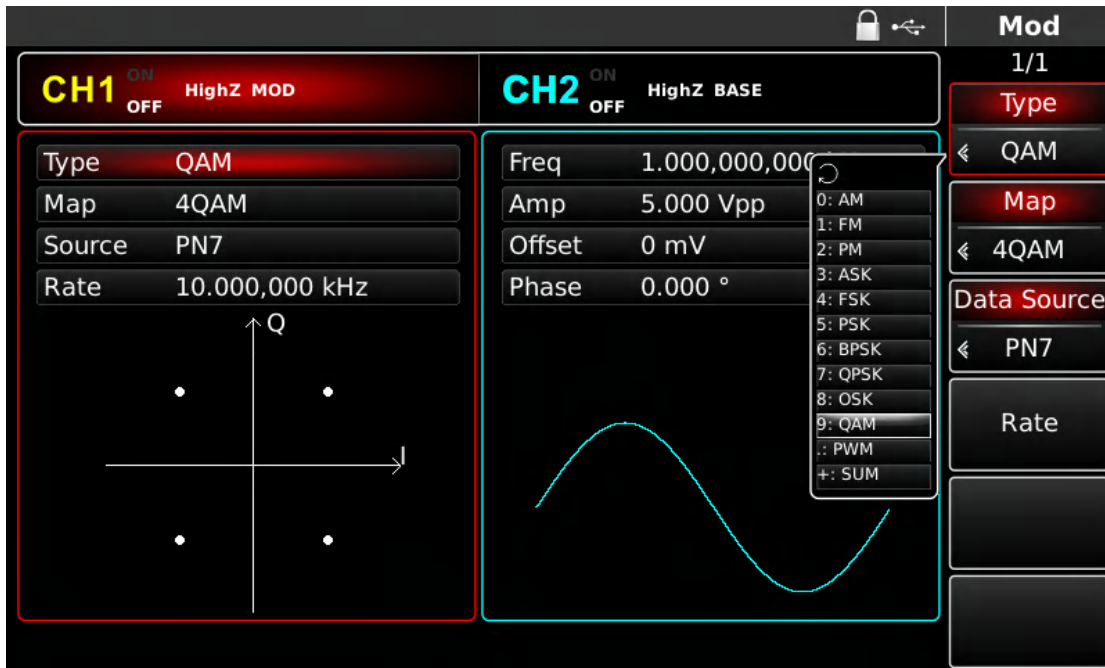 Mod
1/1
CH1 ON OFF HighZ MOD
CH2 ON OFF HighZ BASE
Type QAM
Map 4QAM
Source PN7
Rate 10.000,000 kHz
Q
I
Freq 1.000,000,000
Amp 5.000 Vpp
Offset 0 mV
Phase 0.000 °
0: AM
1: FM
2: PM
3: ASK
4: FSK
5: PSK
6: BPSK
7: QPSK
8: OSK
9: QAM
.: PWM
+: SUM
Type
QAM
Map
4QAM
Data Source
PN7
Rate